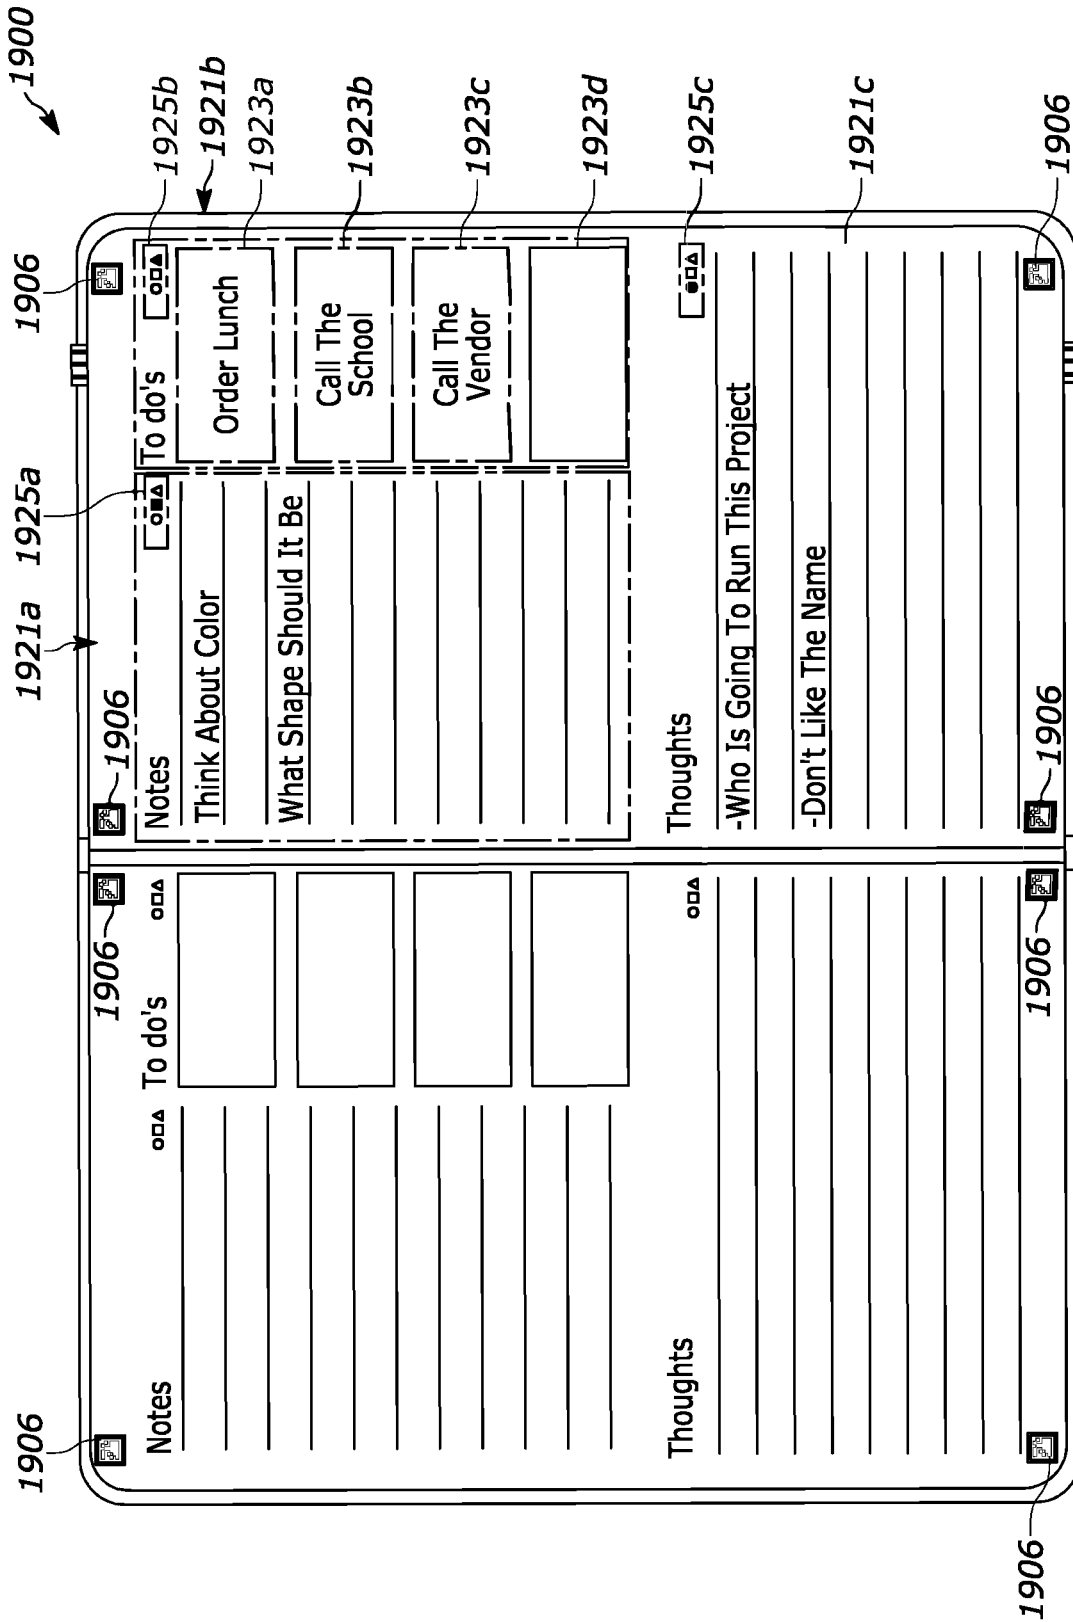 1900
1906 1921a 1925a 1906
1906 1906
Notes To do's Notes To do's 1925b
1921b
Think About Color
Order Lunch 1923a
What Shape Should It Be
Call The
School 1923b
Call The
Vendor 1923c
1923d
Thoughts Thoughts 1925c
-Who Is Going To Run This Project
-Don't Like The Name
1921c
1906 1906 1906 1906